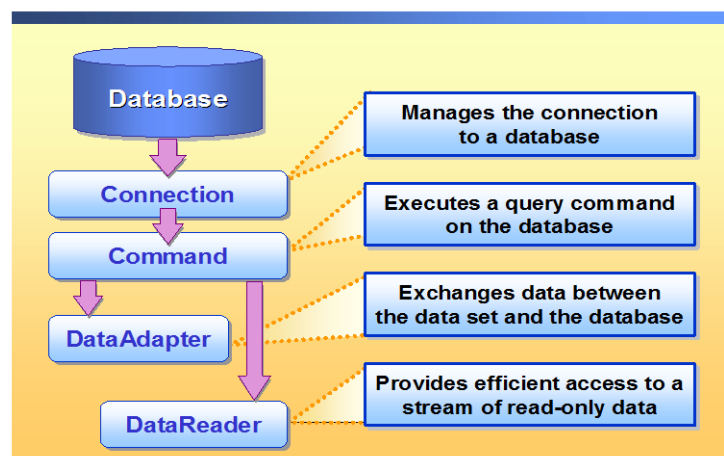 Database
Manages the connection
to a database
Connection
Executes a query command
on the database
Command
Exchanges data between
the data set and the database
DataAdapter
Provides efficient access to a
stream of read-only data
DataReader